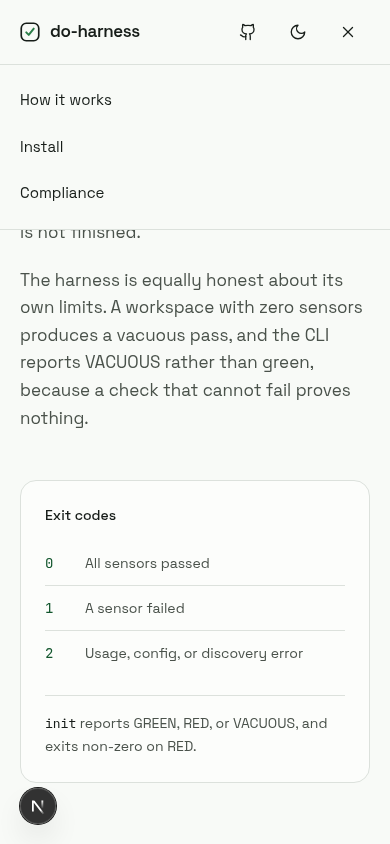 do-harness
How it works
Install
Compliance
is not finished.
The harness is equally honest about its
own limits. A workspace with zero sensors
produces a vacuous pass, and the CLI
reports VACUOUS rather than green,
because a check that cannot fail proves
nothing.
Exit codes
0 All sensors passed
1 A sensor failed
2 Usage, config, or discovery error
init reports GREEN, RED, or VACUOUS, and
exits non-zero on RED.
N